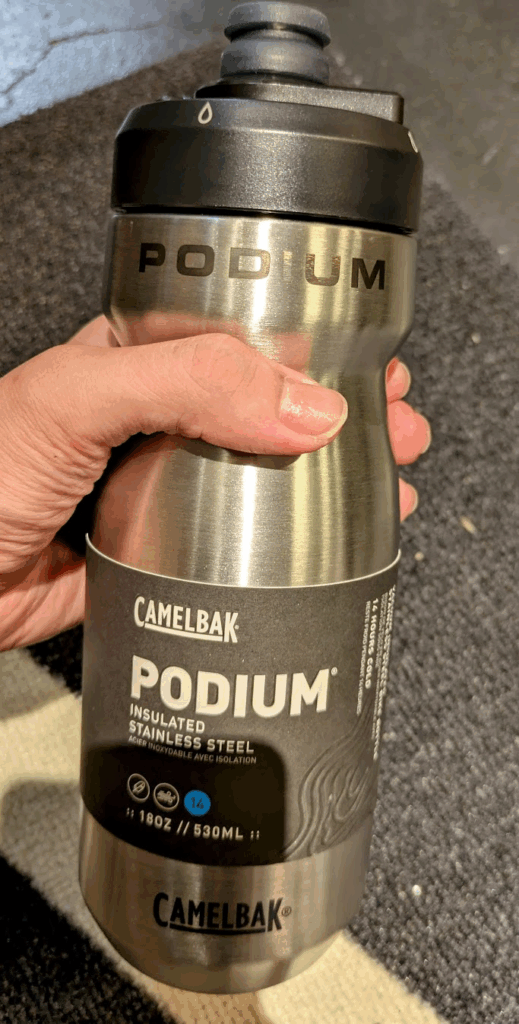 PODIUM
CAMELBAK
PODIUM®
INSULATED
STAINLESS STEEL
ACIER INOXYDABLE AVEC ISOLATION
14
:: 18OZ // 530ML ::
14 HOURS COLD
CAMELBAK®